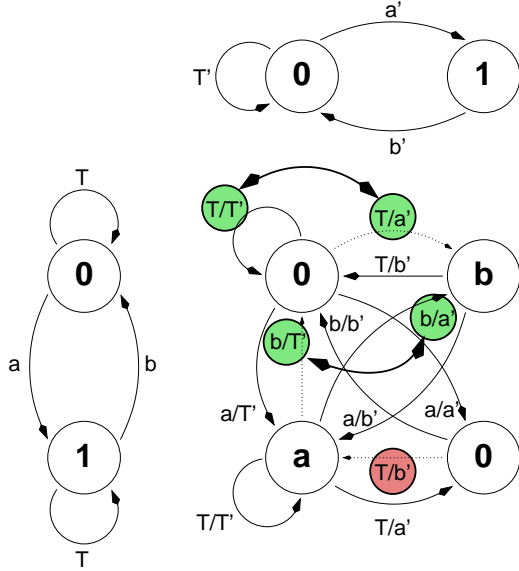 a'
T'
0
1
b'
T
T/T'
T/a'
0
0
T/b'
b
b/b'
b/a'
b/T'
a
b
a/T'
a/b'
a/a'
1
a
T/b'
0
T/T'
T/a'
T